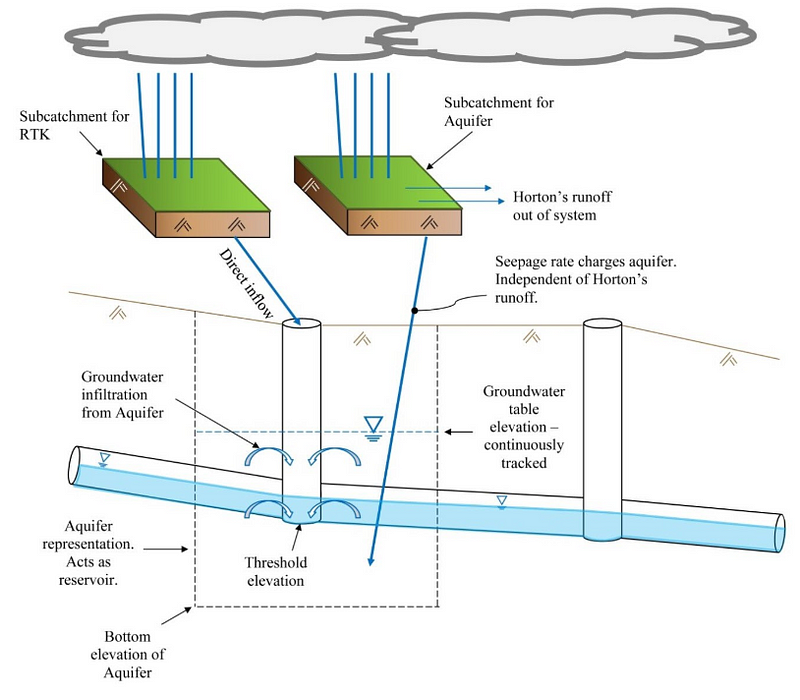 Subcatchment for
RTK
Subcatchment for
Aquifer
Horton's runoff
out of system
Direct inflow
Seepage rate charges aquifer.
Independent of Horton's
runoff.
Groundwater
infiltration
from Aquifer
Groundwater
table
elevation –
continuously
tracked
Aquifer
representation.
Acts as
reservoir.
Threshold
elevation
Bottom
elevation of
Aquifer